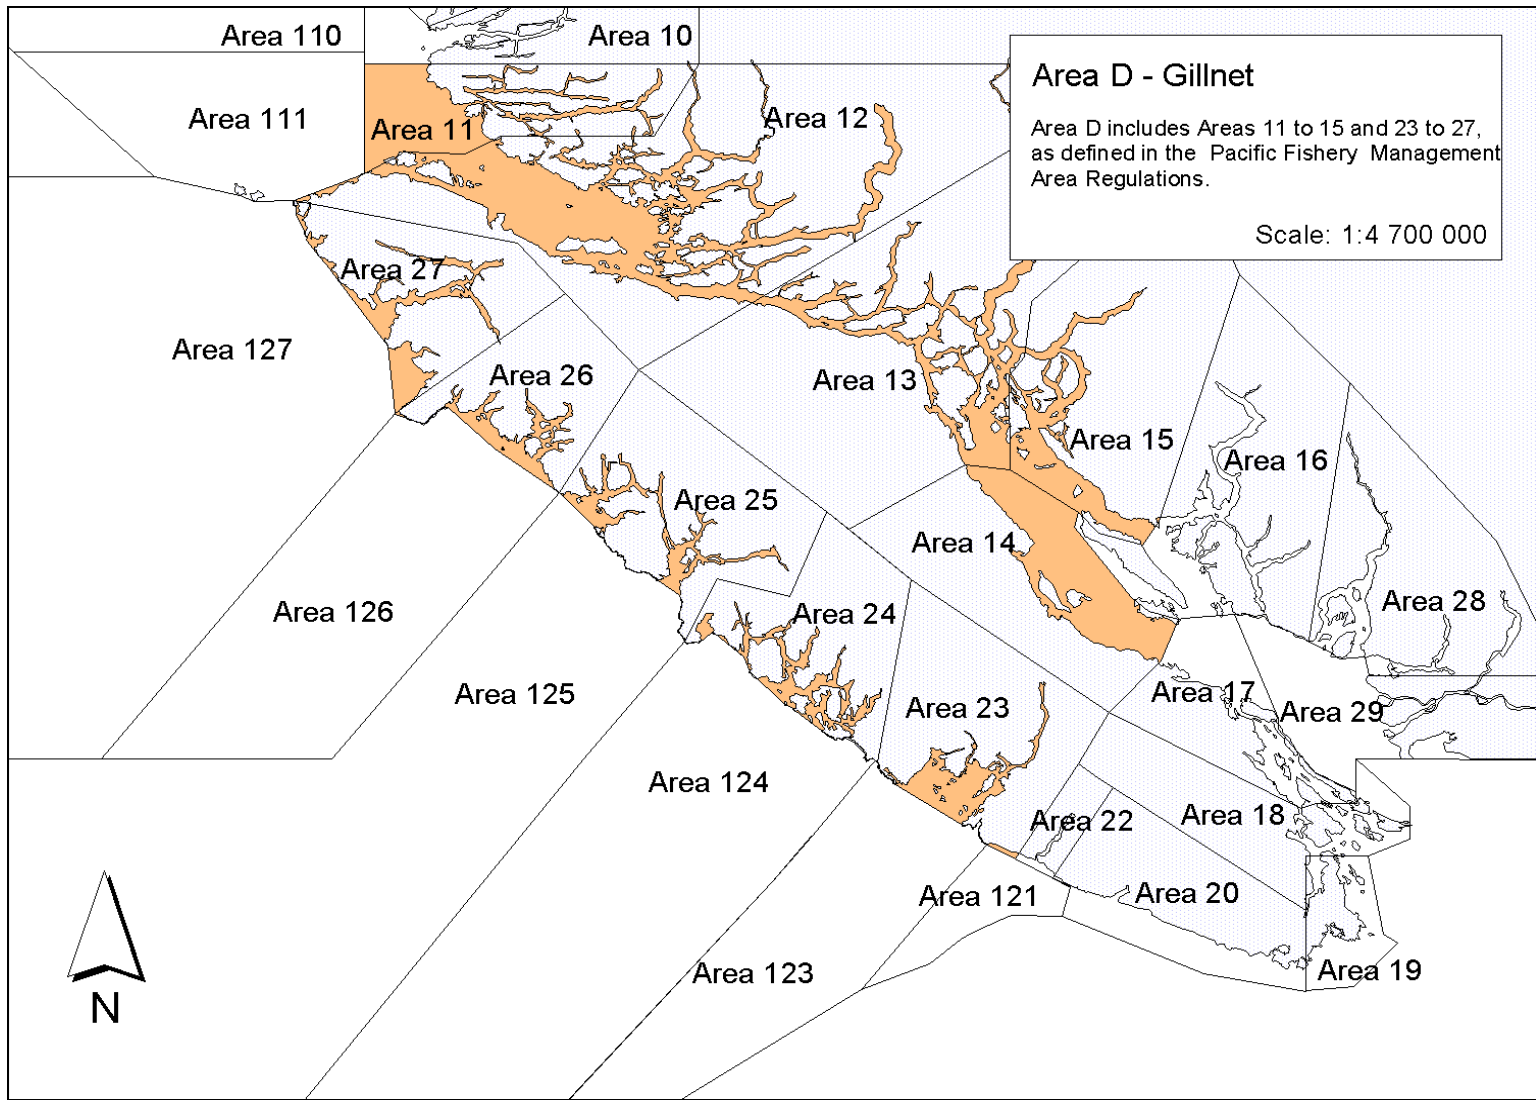 Area 110
Area 10
Area D - Gillnet
Area 111
Area 11
Area 12
Area D includes Areas 11 to 15 and 23 to 27,
as defined in the Pacific Fishery Management
Area Regulations.
Scale: 1:4 700 000
Area 27
Area 127
Area 26
Area 13
Area 15
Area 16
Area 25
Area 14
Area 126
Area 24
Area 28
Area 125
Area 23
Area 17
Area 29
Area 124
Area 22
Area 18
Area 121
Area 20
Area 123
Area 19
N